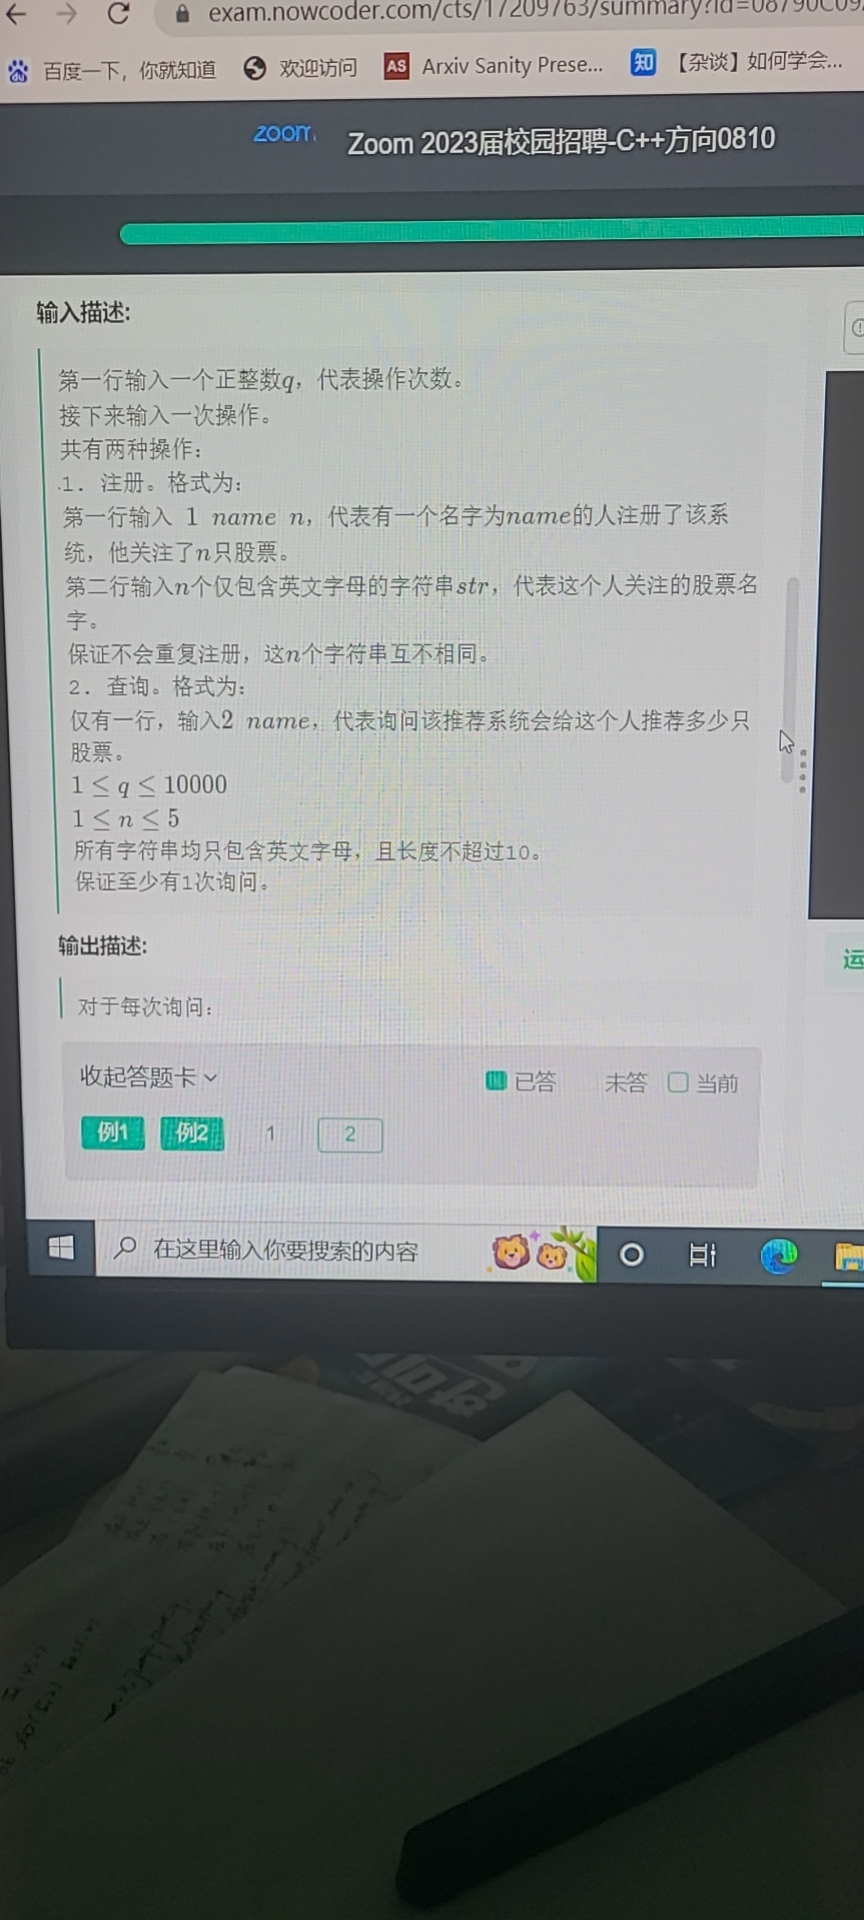 exam.nowcoder.com/cts/17209763/summary?id=08790C09
百度一下，你就知道 欢迎访问 AS Arxiv Sanity Prese... 知 【杂谈】如何学会...
zoom Zoom 2023届校园招聘-C++方向0810
输入描述:
第一行输入一个正整数q，代表操作次数。
接下来输入一次操作。
共有两种操作：
1. 注册。格式为：
第一行输入 1 name n，代表有一个名字为name的人注册了该系
统，他关注了n只股票。
第二行输入n个仅包含英文字母的字符串str，代表这个人关注的股票名
字。
保证不会重复注册，这n个字符串互不相同。
2. 查询。格式为：
仅有一行，输入2 name，代表询问该推荐系统会给这个人推荐多少只
股票。
1 ≤ q ≤ 10000
1 ≤ n ≤ 5
所有字符串均只包含英文字母，且长度不超过10。
保证至少有1次询问。
输出描述:
对于每次询问：
运
收起答题卡 已答 未答 当前
例1 例2 1 2
在这里输入你要搜索的内容